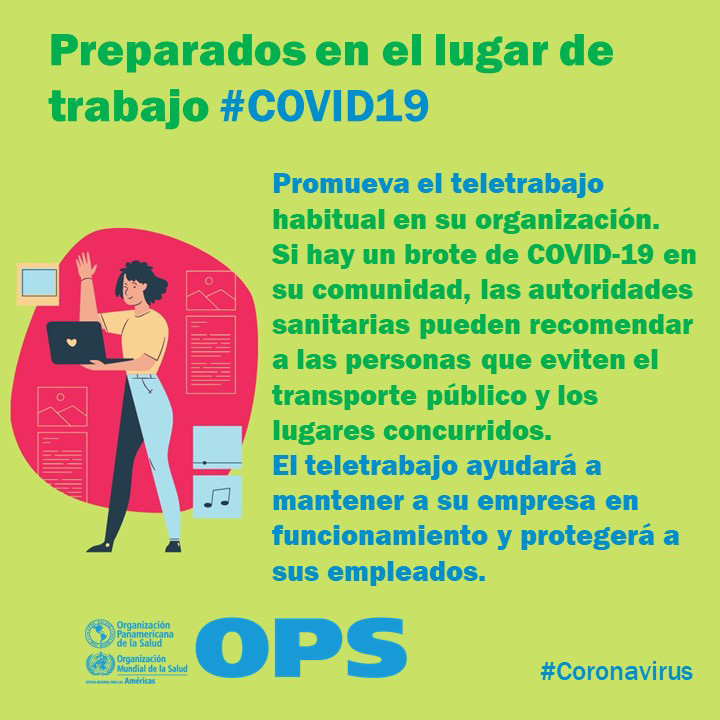 Preparados en el lugar de
trabajo #COVID19
Promueva el teletrabajo
habitual en su organización.
Si hay un brote de COVID-19 en
su comunidad, las autoridades
sanitarias pueden recomendar
a las personas que eviten el
transporte público y los
lugares concurridos.
El teletrabajo ayudará a
mantener a su empresa en
funcionamiento y protegerá a
sus empleados.
Organización
Panamericana
de la Salud
Organización
Mundial de la Salud
OFICINA REGIONAL PARA LAS Américas
OPS
#Coronavirus